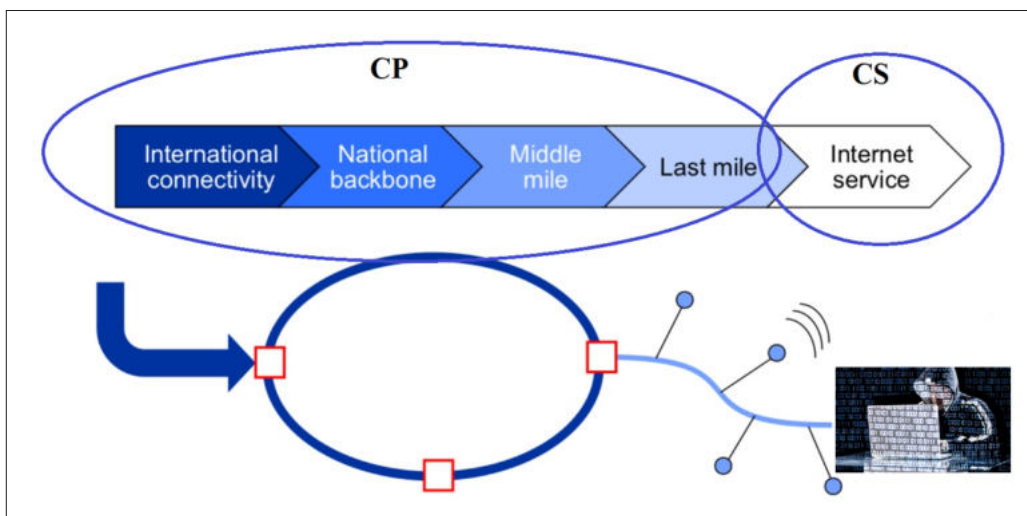 CP
CS
International
connectivity
National
backbone
Middle
mile
Last mile
Internet
service